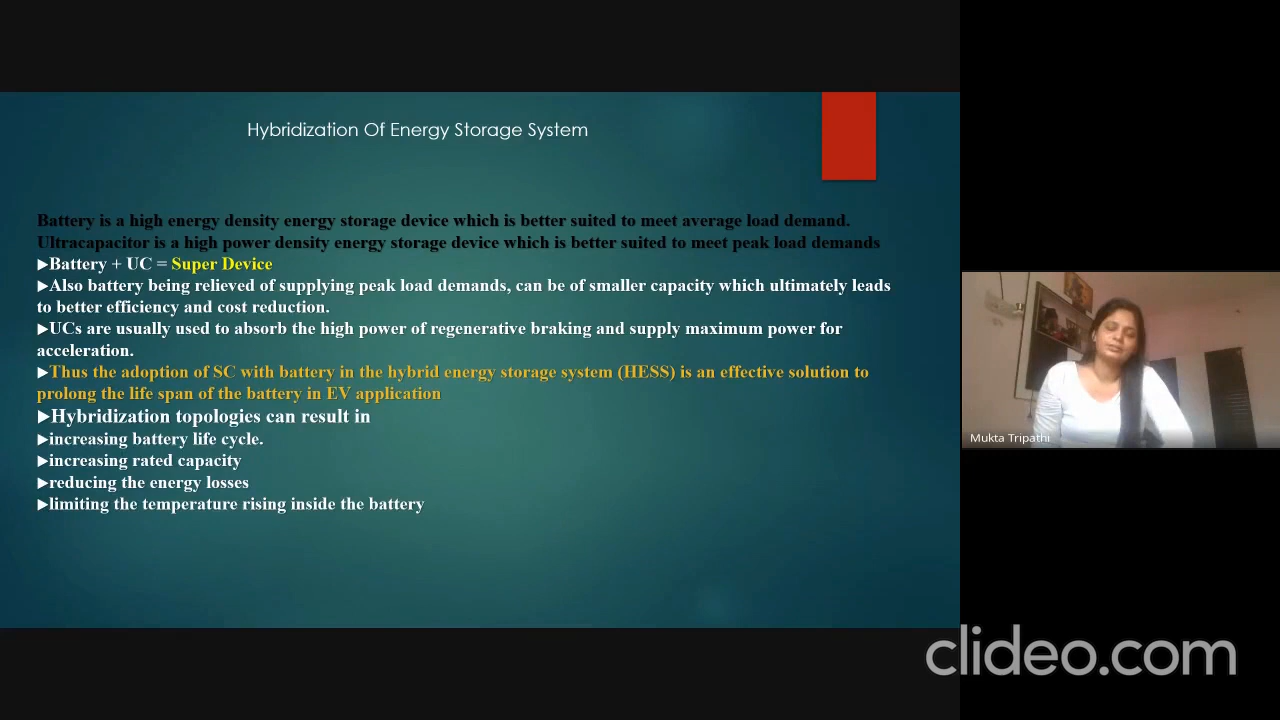 Hybridization Of Energy Storage System
Battery is a high energy density energy storage device which is better suited to meet average load demand.
Ultracapacitor is a high power density energy storage device which is better suited to meet peak load demands
▶Battery + UC = Super Device
▶Also battery being relieved of supplying peak load demands, can be of smaller capacity which ultimately leads
to better efficiency and cost reduction.
▶UCs are usually used to absorb the high power of regenerative braking and supply maximum power for
acceleration.
▶Thus the adoption of SC with battery in the hybrid energy storage system (HESS) is an effective solution to
prolong the life span of the battery in EV application
▶Hybridization topologies can result in
▶increasing battery life cycle.
▶increasing rated capacity
▶reducing the energy losses
▶limiting the temperature rising inside the battery
Mukta Tripathi
clideo.com